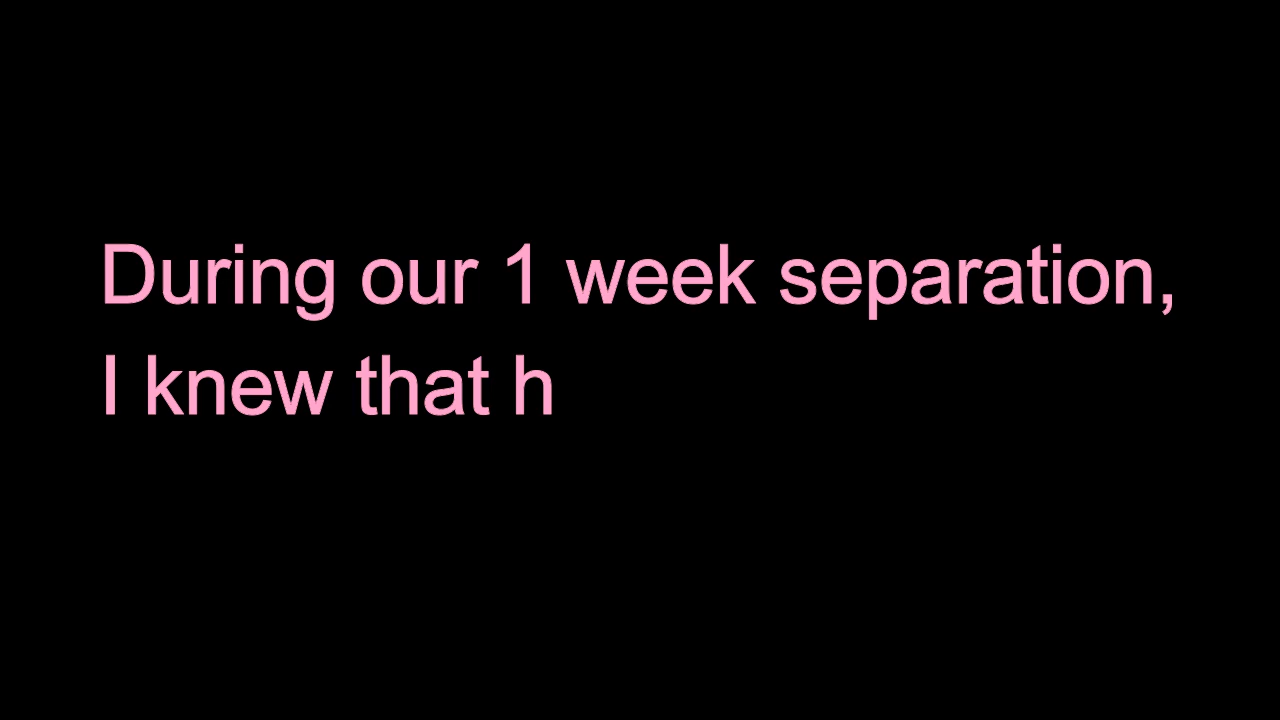 During our 1 week separation,
I knew that h